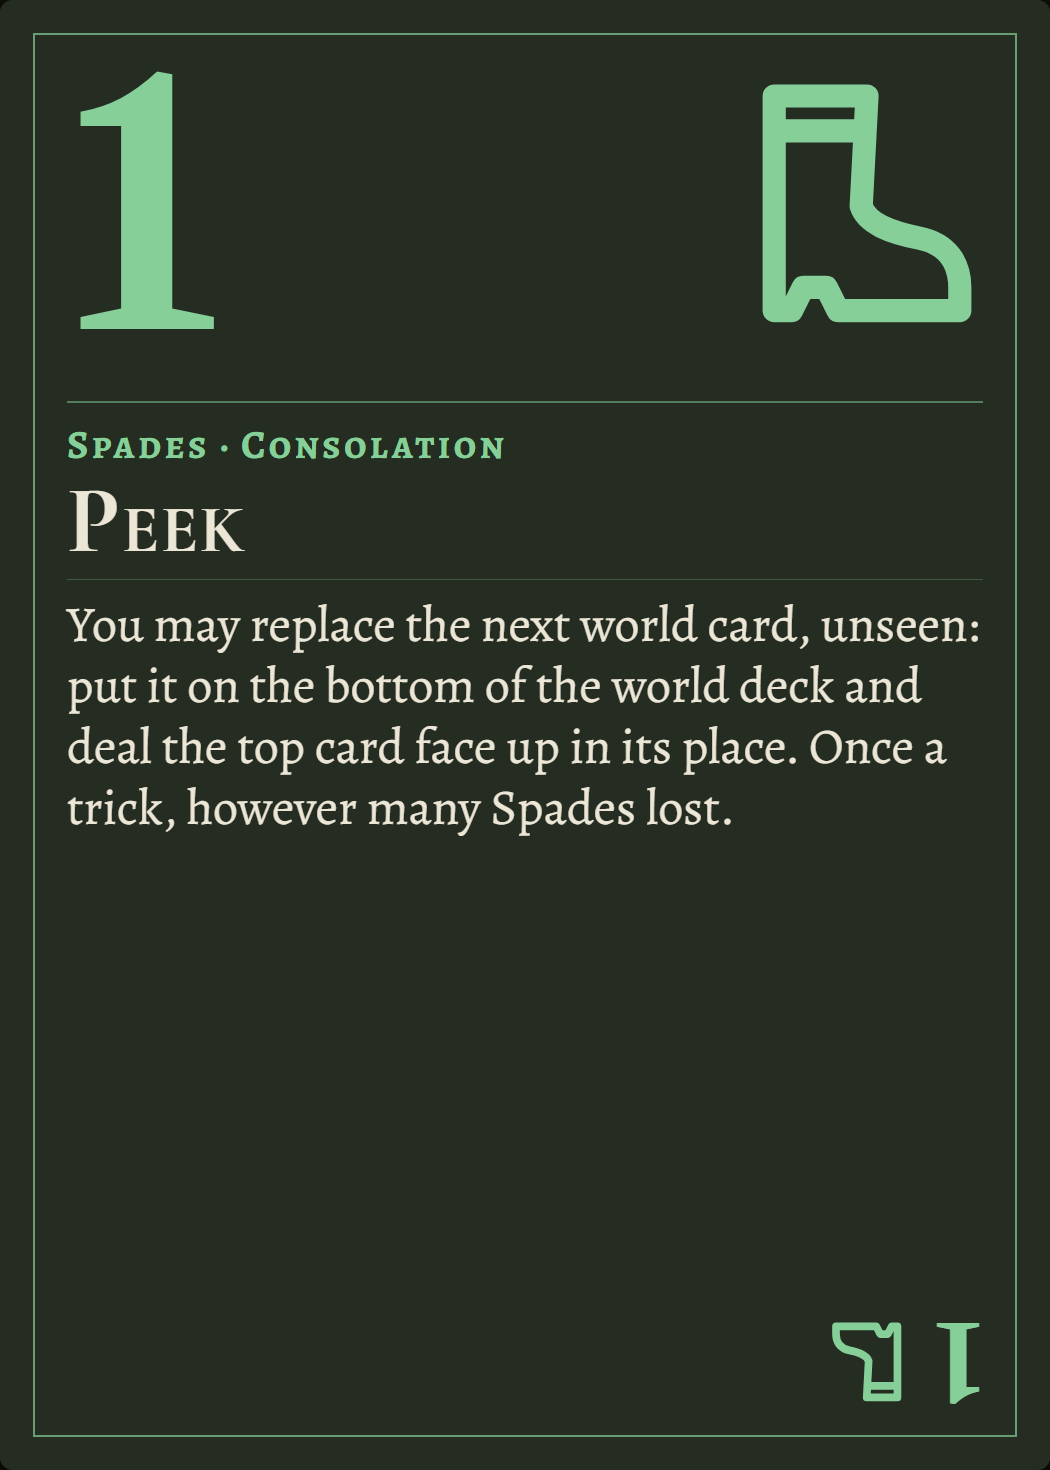 1
Spades · Consolation
Peek
You may replace the next world card, unseen:
put it on the bottom of the world deck and
deal the top card face up in its place. Once a
trick, however many Spades lost.
1